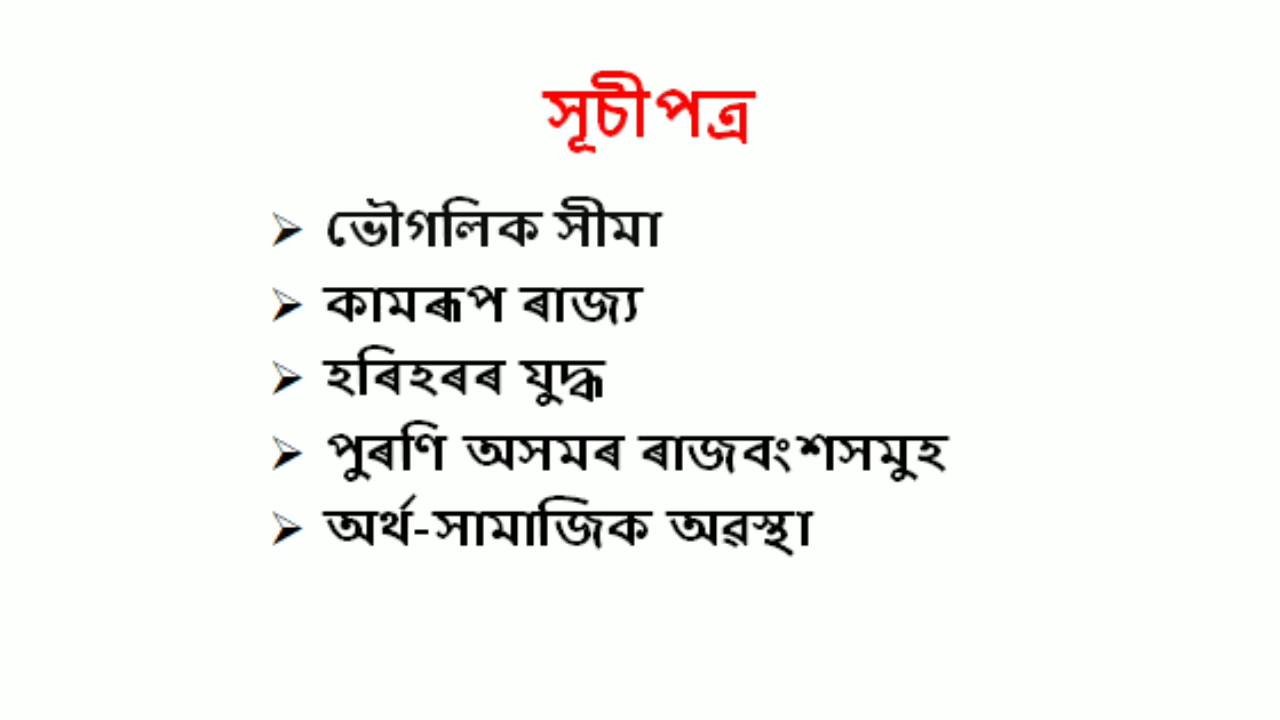 সূচীপত্ৰ
➢ ভৌগলিক সীমা
➢ কামৰূপ ৰাজ্য
➢ হৰিহৰৰ যুদ্ধ
➢ পুৰণি অসমৰ ৰাজবংশসমুহ
➢ অৰ্থ-সামাজিক অৱস্থা